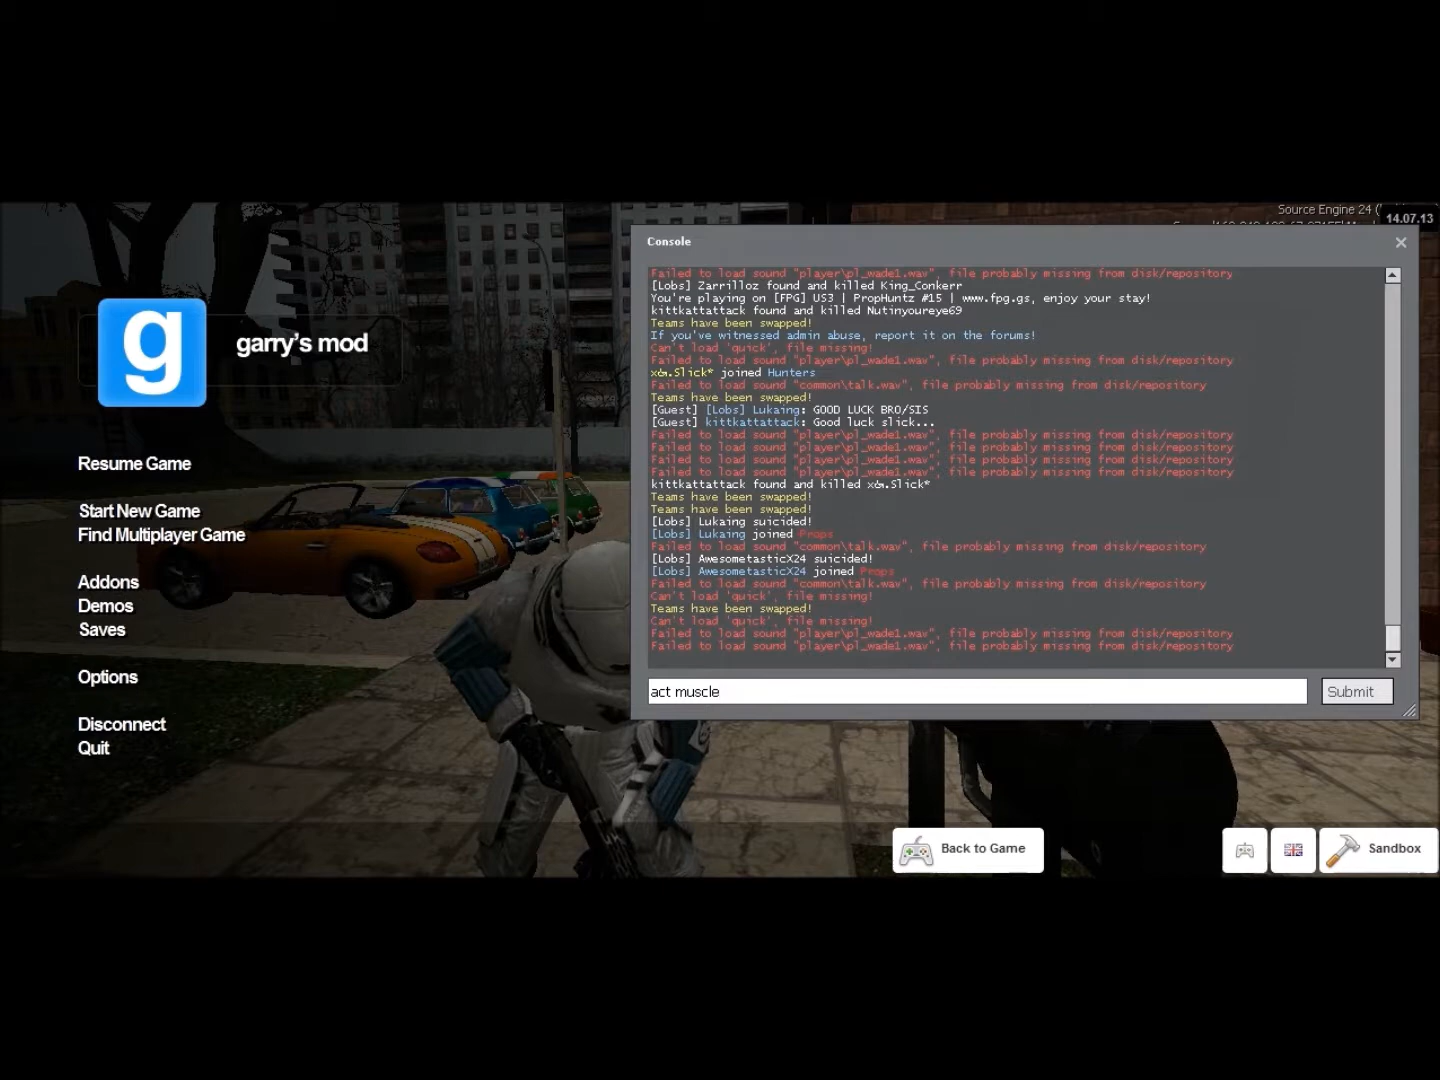 Source Engine 24 (
14.07.13
Console
Failed to load sound "player\pl_wade1.wav", file probably missing from disk/repository
[Lobs] Zarrilloz found and killed King_Conkerr
You're playing on [FPG] US3 | PropHuntz #15 | www.fpg.gs, enjoy your stay!
kittkattattack found and killed Nutinyoureye69
Teams have been swapped!
If you've witnessed admin abuse, report it on the forums!
Can't load 'quick', file missing!
Failed to load sound "player\pl_wade1.wav", file probably missing from disk/repository
joined Hunters
Failed to load sound "common\talk.wav", file probably missing from disk/repository
Teams have been swapped!
[Guest] [Lobs] Lukaing: GOOD LUCK BRO/SIS
[Guest] kittkattattack: Good luck slick...
Failed to load sound "player\pl_wade1.wav", file probably missing from disk/repository
Failed to load sound "player\pl_wade1.wav", file probably missing from disk/repository
Failed to load sound "player\pl_wade1.wav", file probably missing from disk/repository
Failed to load sound "player\pl_wade1.wav", file probably missing from disk/repository
kittkattattack found and killed
Teams have been swapped!
Teams have been swapped!
[Lobs] Lukaing suicided!
[Lobs] Lukaing joined Props
Failed to load sound "common\talk.wav", file probably missing from disk/repository
[Lobs] AwesometasticX24 suicided!
[Lobs] AwesometasticX24 joined Props
Failed to load sound "common\talk.wav", file probably missing from disk/repository
Can't load 'quick', file missing!
Teams have been swapped!
Can't load 'quick', file missing!
Failed to load sound "player\pl_wade1.wav", file probably missing from disk/repository
Failed to load sound "player\pl_wade1.wav", file probably missing from disk/repository
act muscle
Submit
g
garry's mod
Resume Game
Start New Game
Find Multiplayer Game
Addons
Demos
Saves
Options
Disconnect
Quit
Back to Game
Sandbox